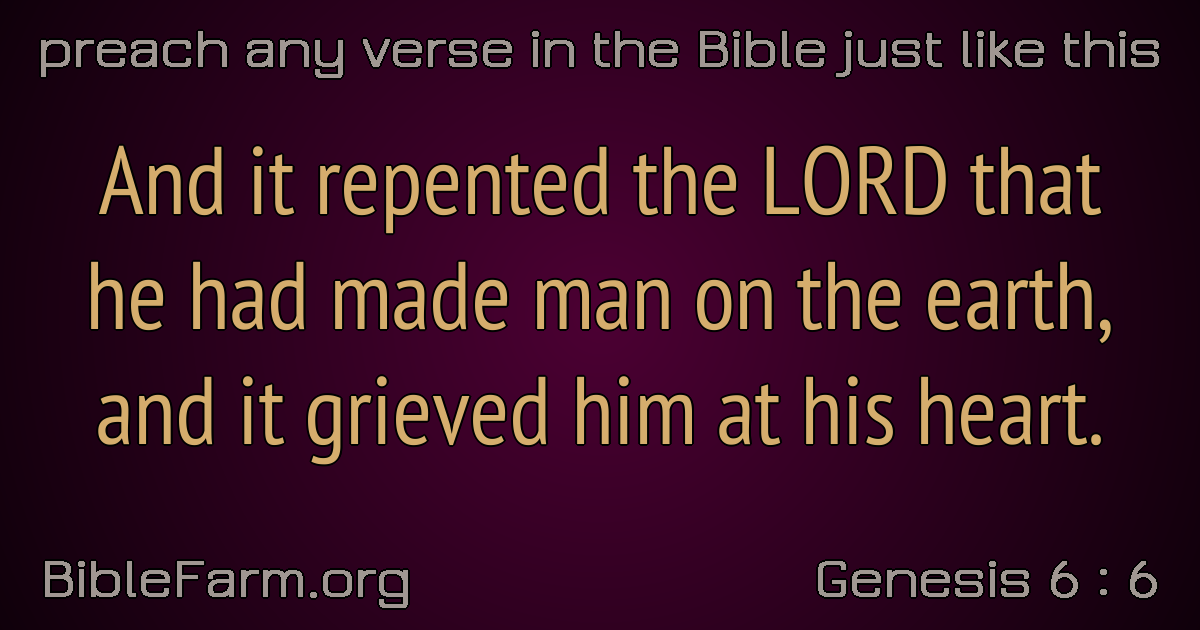 preach any verse in the Bible just like this
And it repented the LORD that
he had made man on the earth,
and it grieved him at his heart.
BibleFarm.org
Genesis 6 : 6